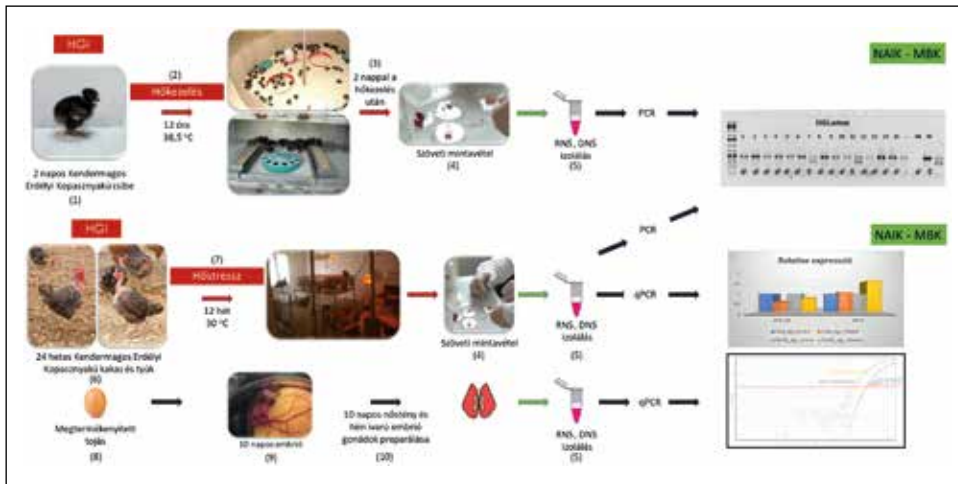 HGI
(2)
Hőkezelés
12 óra
38,5 °C
(3)
2 nappal a
hőkezelés
után
2 napos Kendermagos
Erdélyi Kopasznyakú csibe
(1)
Szöveti mintavétel
(4)
RNS, DNS
izolálás
(5)
PCR
NAIK - MBK
HGI
(7)
Hőstressz
12 hét
30 °C
24 hetes Kendermagos Erdélyi
Kopasznyakú kakas és tyúk
(6)
Szöveti mintavétel
(4)
RNS, DNS
izolálás
(5)
PCR
qPCR
NAIK - MBK
Relative expresszió
Megtermékenyített
tojás
(8)
10 napos embrió
(9)
10 napos nőstény és
hím ivarú embrió
gonádok preparálása
(10)
RNS, DNS
izolálás
(5)
qPCR